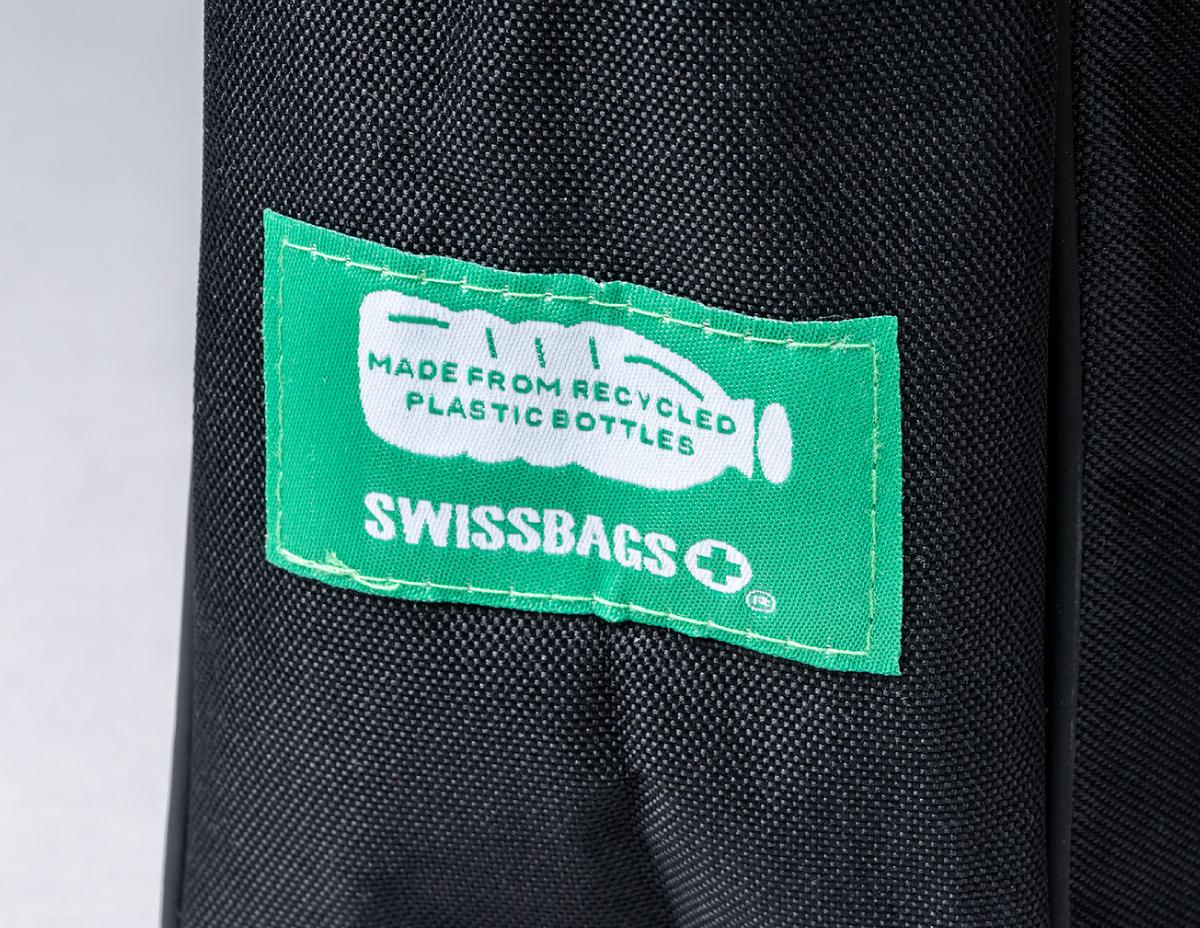 MADE FROM RECYCLED
PLASTIC BOTTLES
SWISSBAGS
®